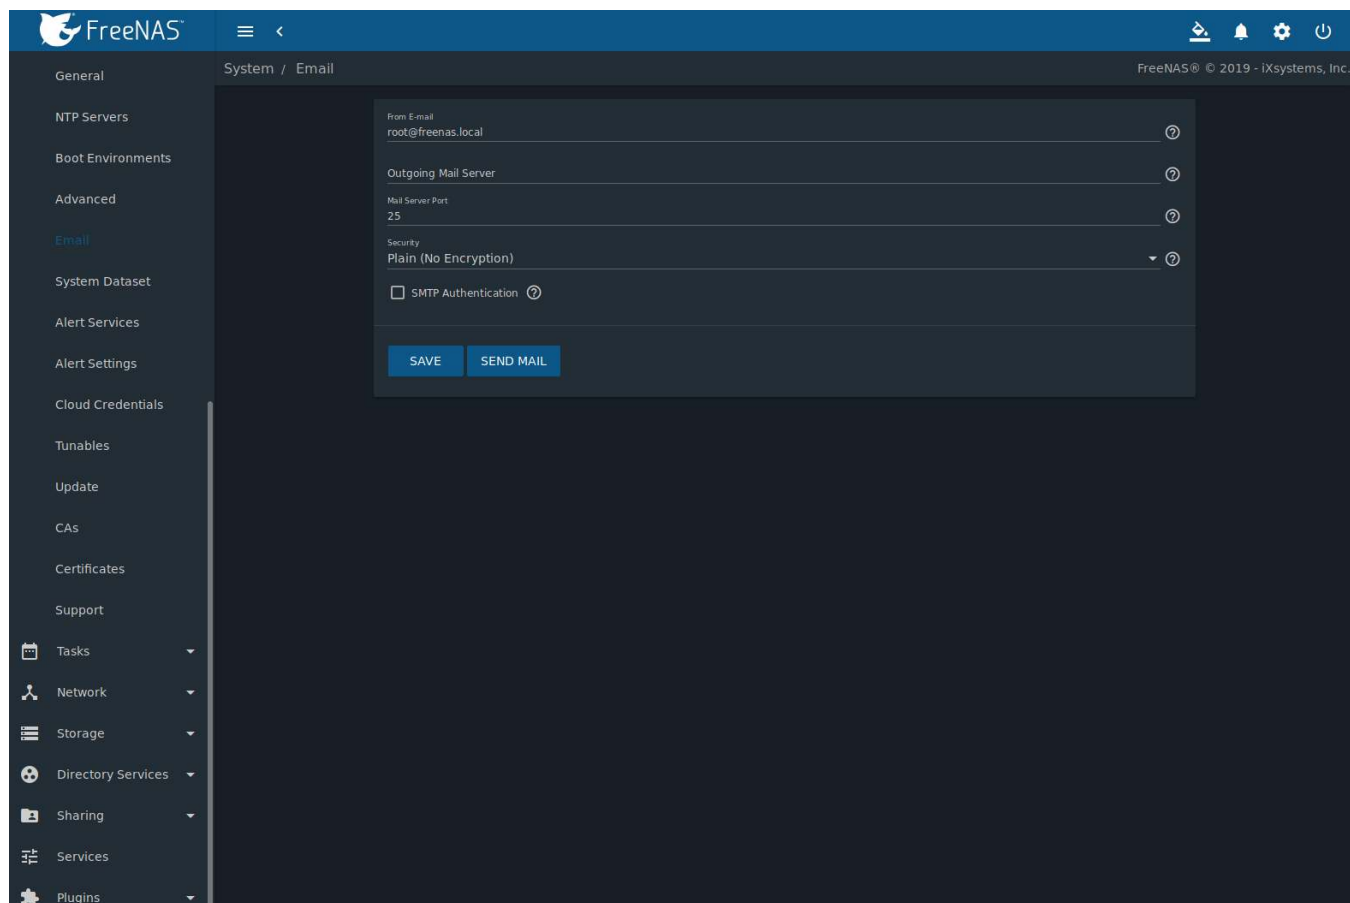 FreeNAS™
System / Email
FreeNAS® © 2019 - iXsystems, Inc.
General
NTP Servers
Boot Environments
Advanced
Email
System Dataset
Alert Services
Alert Settings
Cloud Credentials
Tunables
Update
CAs
Certificates
Support
Tasks
Network
Storage
Directory Services
Sharing
Services
Plugins
From E-mail
root@freenas.local
Outgoing Mail Server
Mail Server Port
25
Security
Plain (No Encryption)
SMTP Authentication
SAVE SEND MAIL